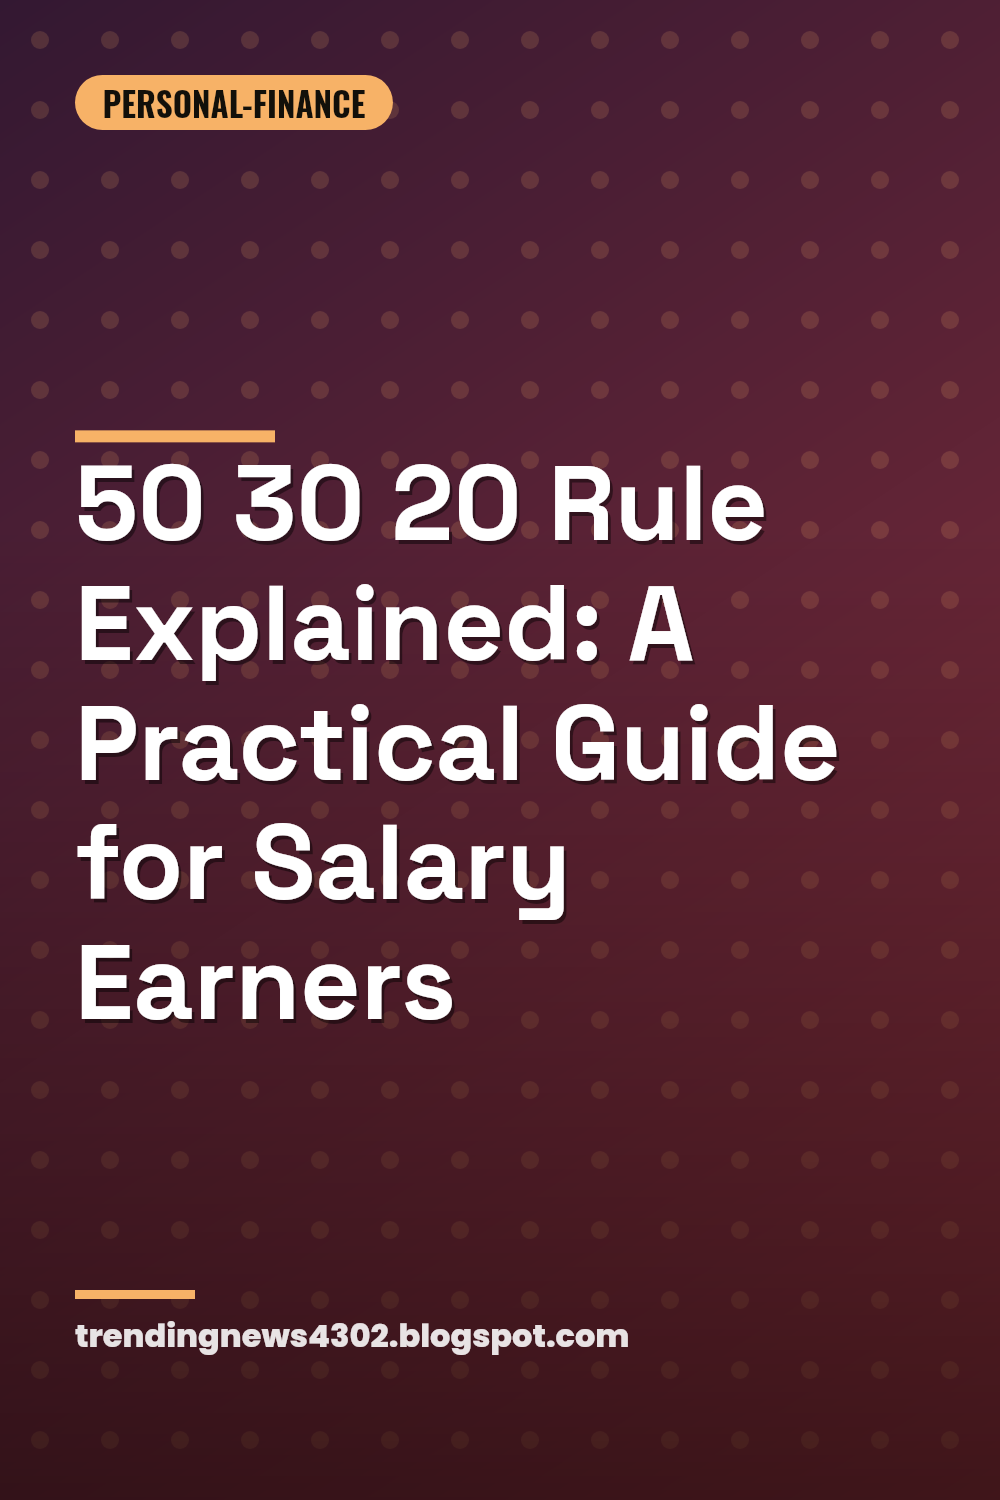 PERSONAL-FINANCE
50 30 20 Rule
Explained: A
Practical Guide
for Salary
Earners
trendingnews4302.blogspot.com